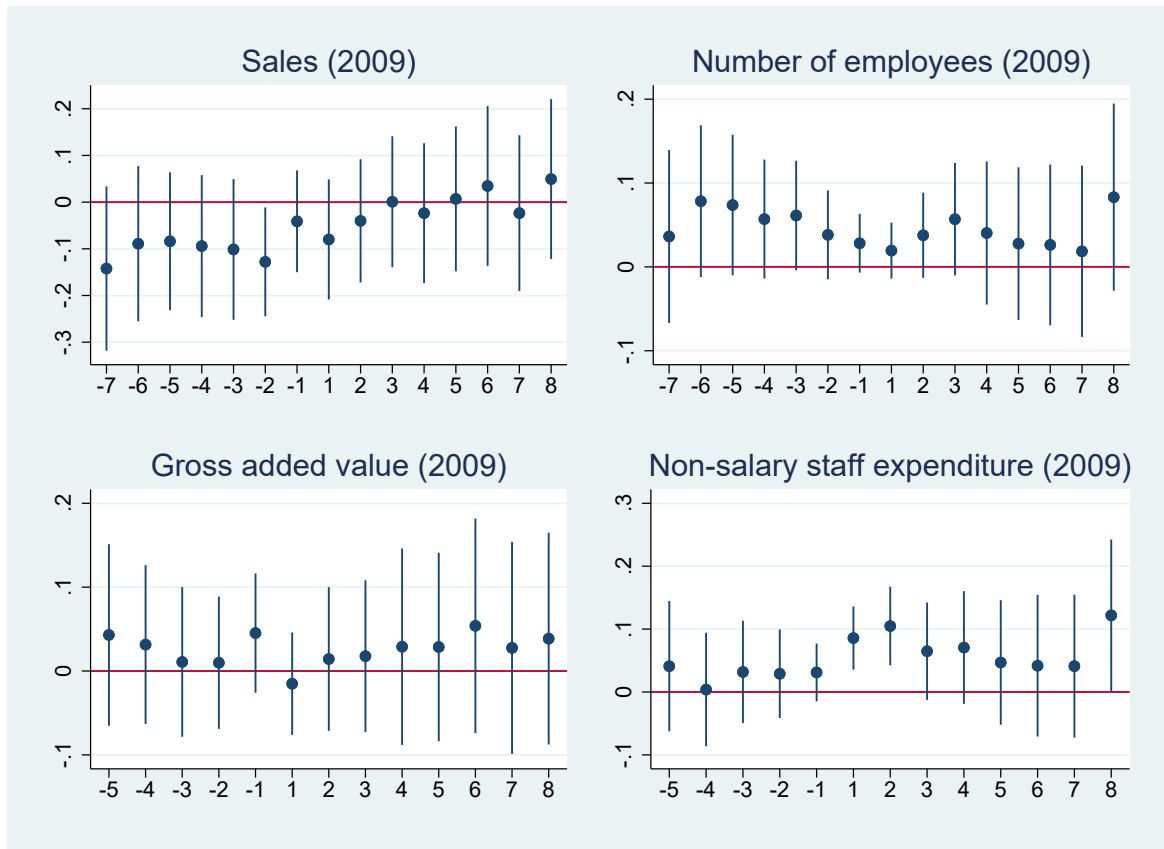 Sales (2009)
.2
.1
0
-.1
-.2
-.3
-7 -6 -5 -4 -3 -2 -1 1 2 3 4 5 6 7 8
Number of employees (2009)
.2
.1
0
-.1
-7 -6 -5 -4 -3 -2 -1 1 2 3 4 5 6 7 8
Gross added value (2009)
.2
.1
0
-.1
-5 -4 -3 -2 -1 1 2 3 4 5 6 7 8
Non-salary staff expenditure (2009)
.3
.2
.1
0
-.1
-5 -4 -3 -2 -1 1 2 3 4 5 6 7 8